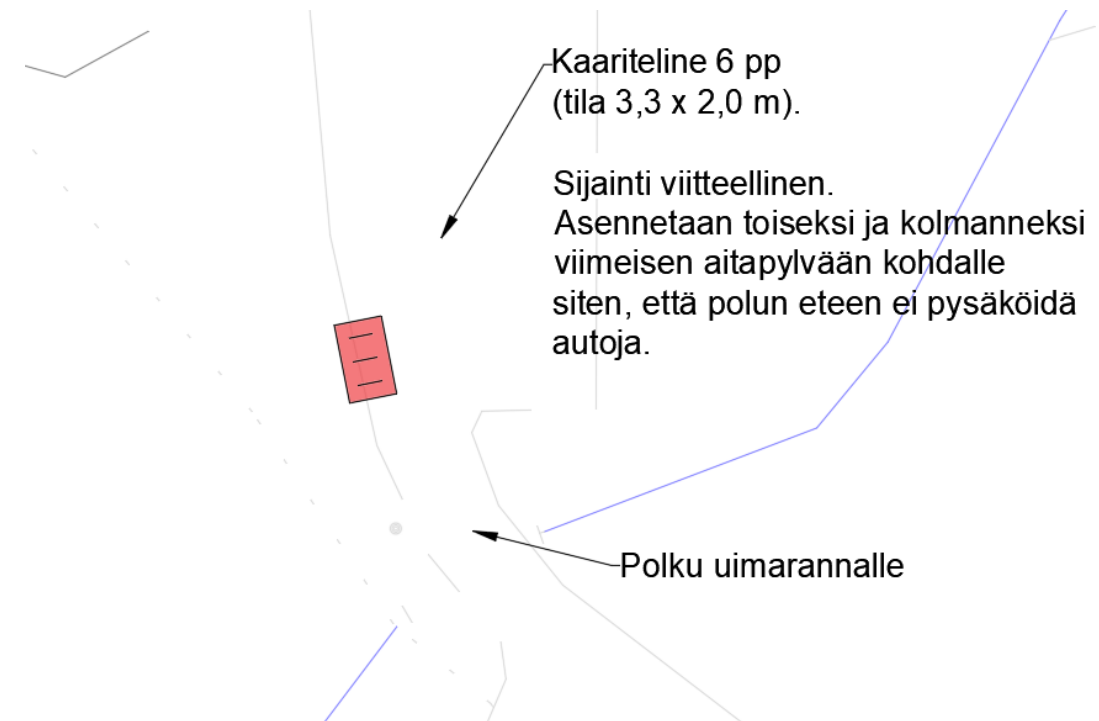 Kaariteline 6 pp
(tila 3,3 x 2,0 m).
Sijainti viitteellinen.
Asennetaan toiseksi ja kolmanneksi
viimeisen aitapylvään kohdalle
siten, että polun eteen ei pysäköidä
autoja.
Polku uimarannalle